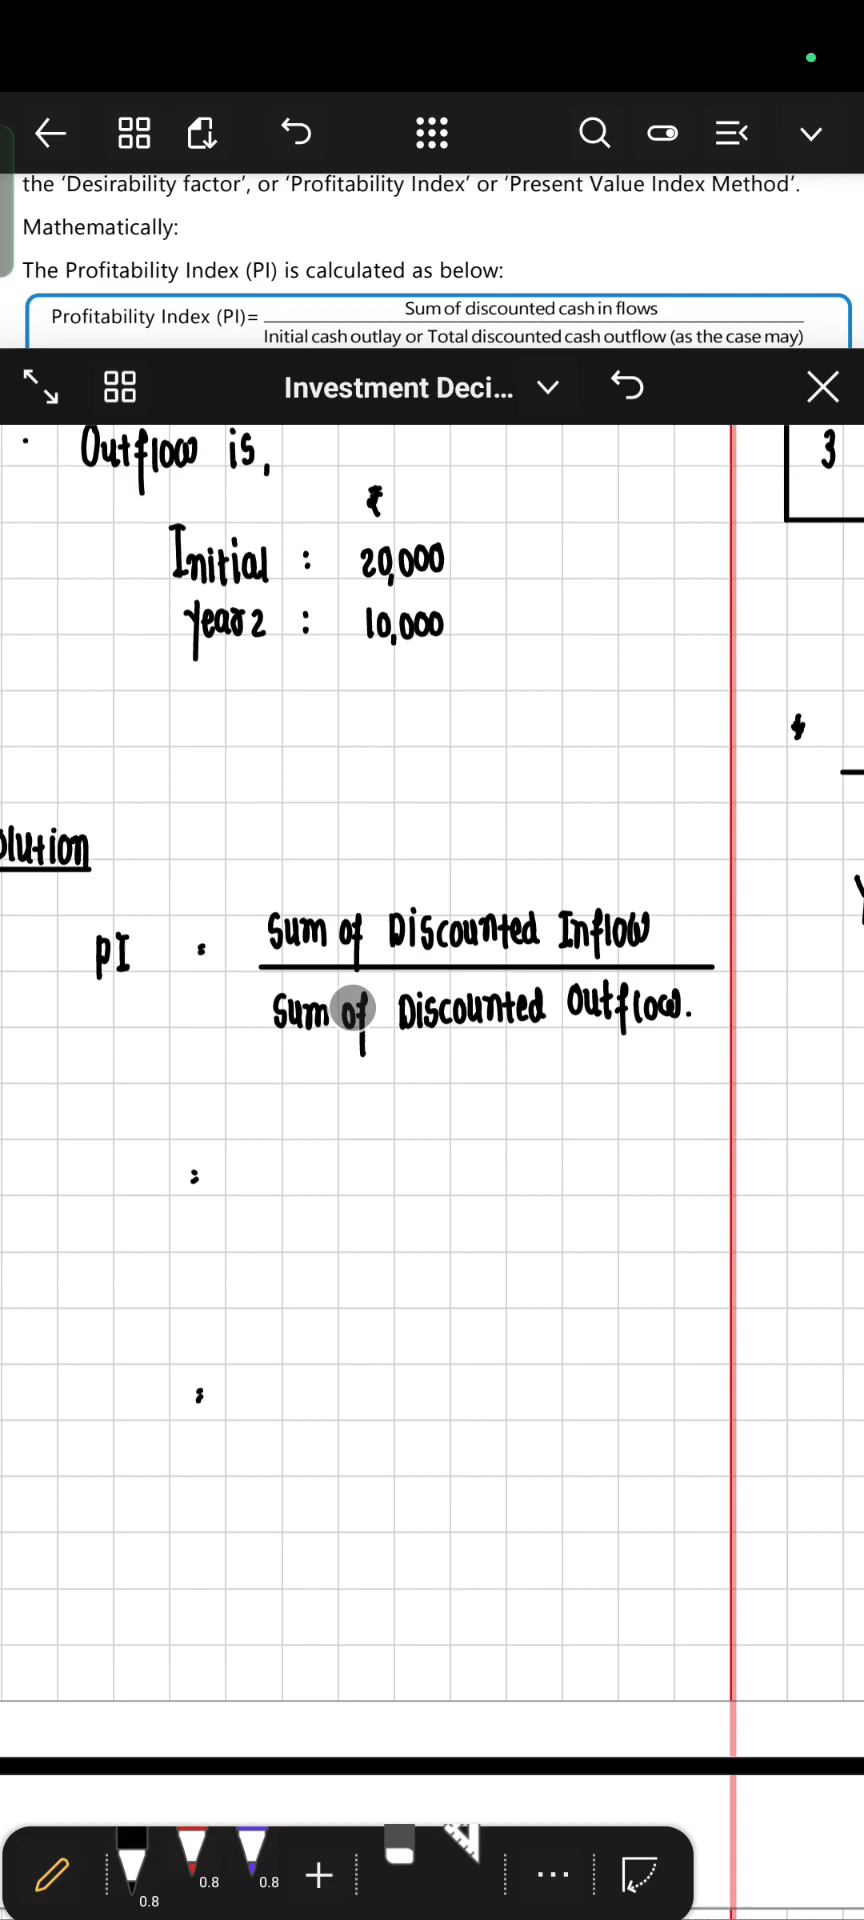 the ‘Desirability factor’, or ‘Profitability Index’ or ‘Present Value Index Method’.
Mathematically:
The Profitability Index (PI) is calculated as below:
Profitability Index (PI)= Sum of discounted cash in flows
Initial cash outlay or Total discounted cash outflow (as the case may)
Investment Deci...
Outflow is,
3
₹
Initial : 20,000
Year 2 : 10,000
olution
PI = Sum of Discounted Inflow
Sum of Discounted Outflow.
=
=
0.8 0.8 0.8